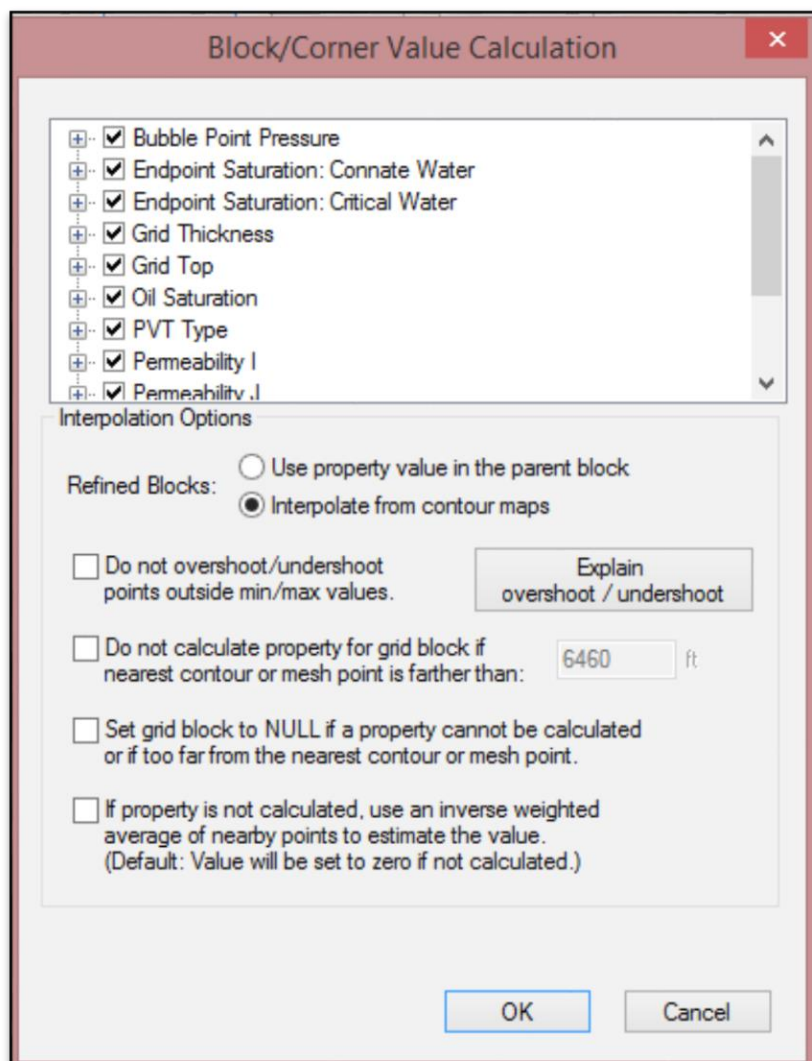 Block/Corner Value Calculation
Bubble Point Pressure
Endpoint Saturation: Connate Water
Endpoint Saturation: Critical Water
Grid Thickness
Grid Top
Oil Saturation
PVT Type
Permeability I
Permeability J
Interpolation Options
Refined Blocks:
Use property value in the parent block
Interpolate from contour maps
Do not overshoot/undershoot
points outside min/max values.
Explain
overshoot / undershoot
Do not calculate property for grid block if
nearest contour or mesh point is farther than:
6460 ft
Set grid block to NULL if a property cannot be calculated
or if too far from the nearest contour or mesh point.
If property is not calculated, use an inverse weighted
average of nearby points to estimate the value.
(Default: Value will be set to zero if not calculated.)
OK
Cancel